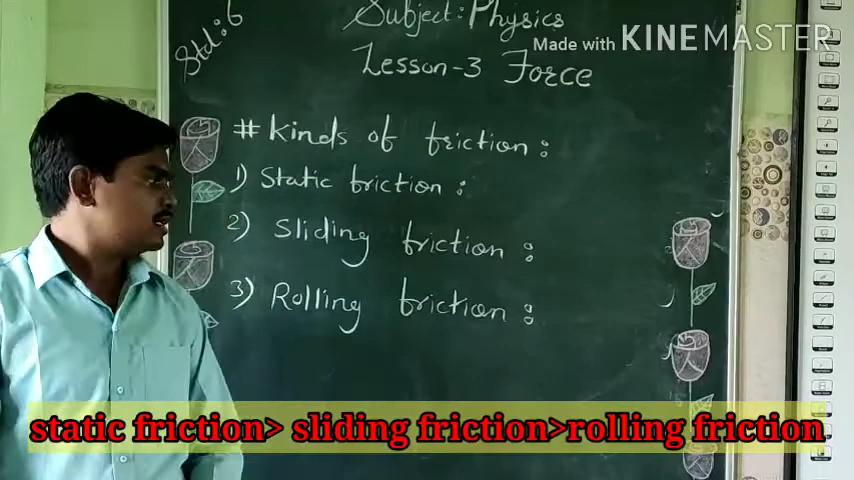 Std:6
Subject: Physics
Made with KINEMASTER
Lesson-3 Force
# Kinds of friction:
1) Static friction:
2) Sliding friction:
3) Rolling friction:
static friction> sliding friction>rolling friction